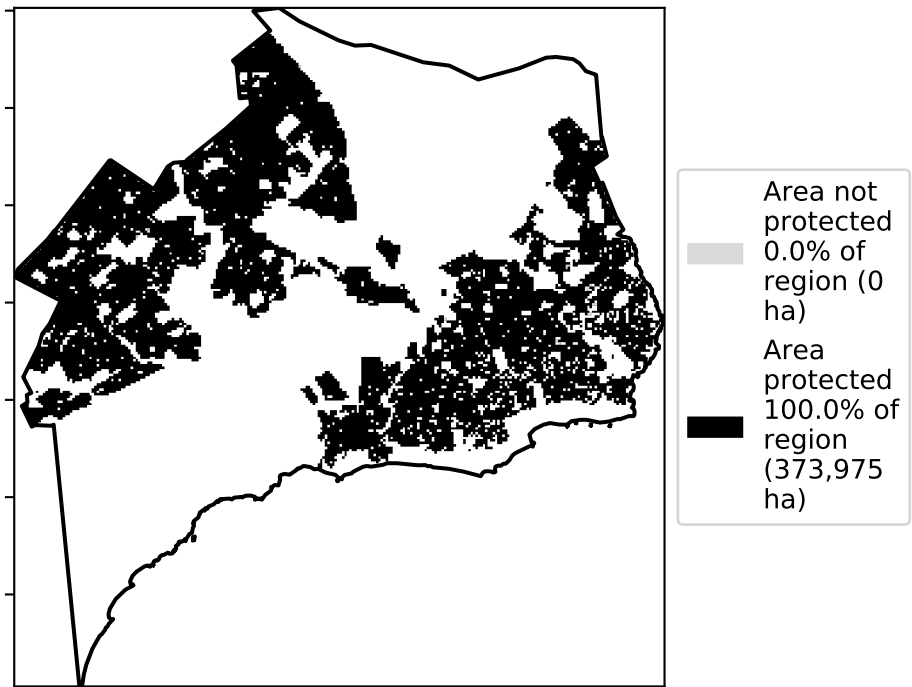 Area not
protected
0.0% of
region (0
ha)
Area
protected
100.0% of
region
(373,975
ha)